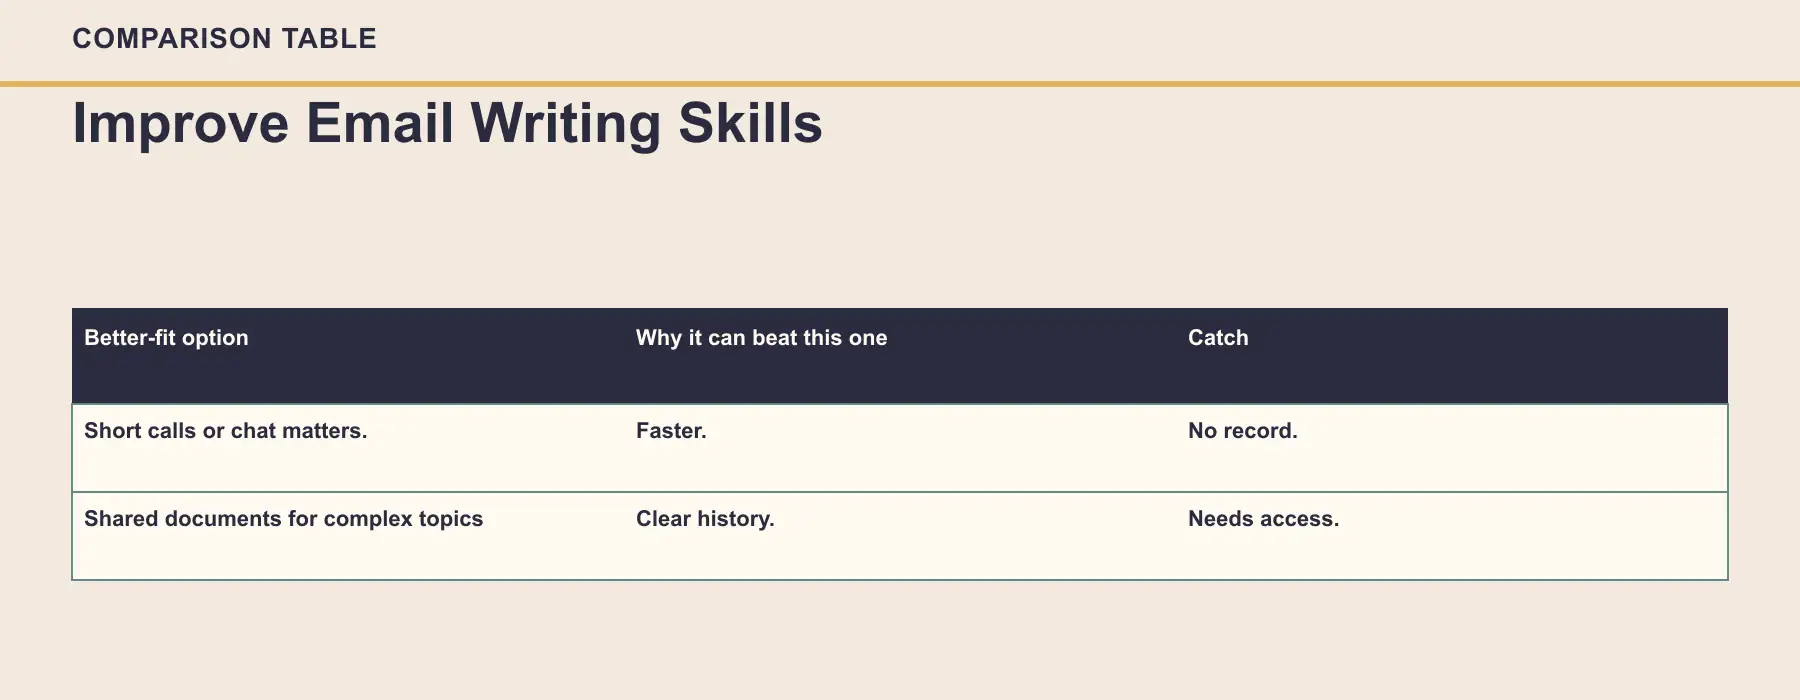 COMPARISON TABLE
Improve Email Writing Skills
Better-fit option Why it can beat this one Catch
Short calls or chat matters. Faster. No record.
Shared documents for complex topics Clear history. Needs access.